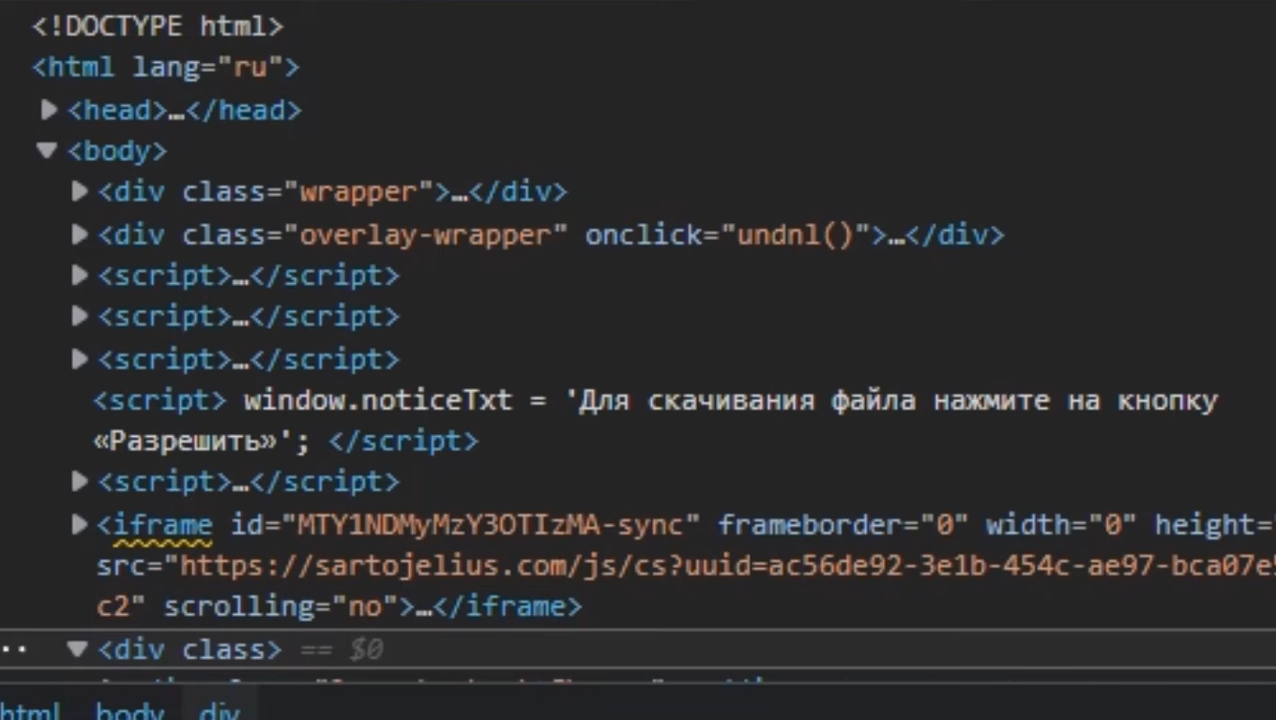 <!DOCTYPE html>
<html lang="ru">
<head>…</head>
<body>
<div class="wrapper">…</div>
<div class="overlay-wrapper" onclick="undnl()">…</div>
<script>…</script>
<script>…</script>
<script>…</script>
<script> window.noticeTxt = 'Для скачивания файла нажмите на кнопку
«Разрешить»'; </script>
<script>…</script>
<iframe id="MTY1NDMyMzY3OTIzMA-sync" frameborder="0" width="0" height=
src="https://sartojelius.com/js/cs?uuid=ac56de92-3e1b-454c-ae97-bca07e5
c2" scrolling="no">…</iframe>
<div class> == $0
html body div